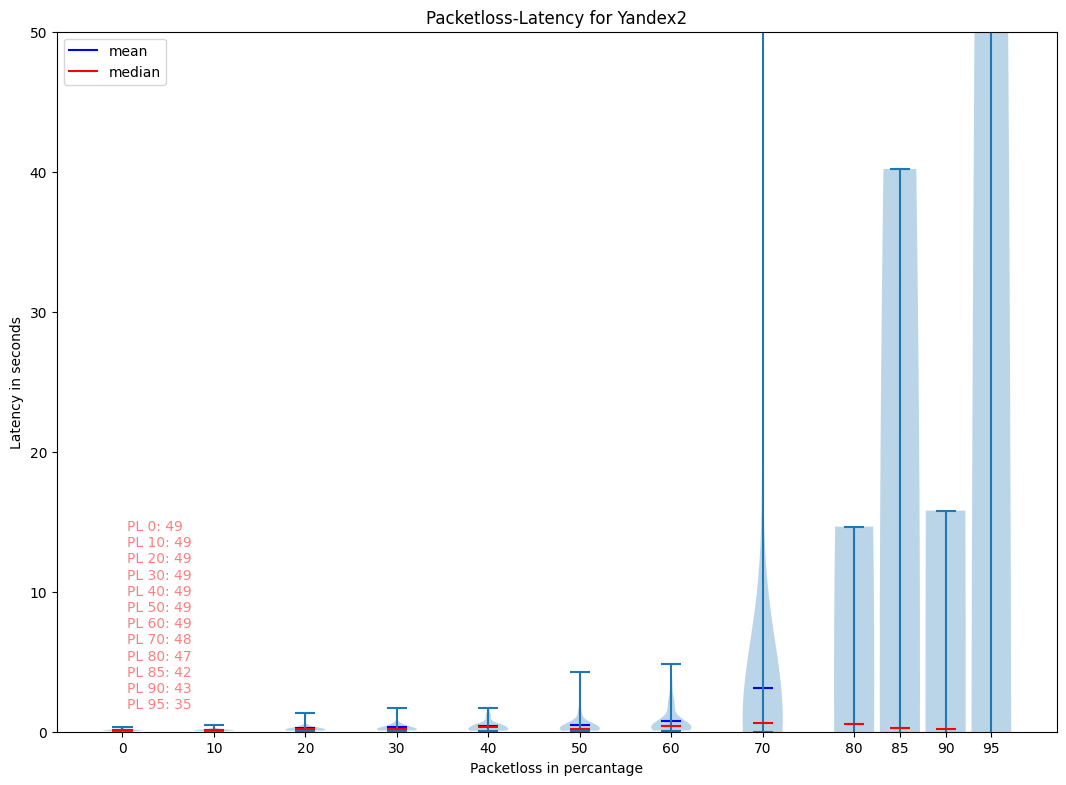 Packetloss-Latency for Yandex2
50
mean
median
40
30
Latency in seconds
20
PL 0: 49
PL 10: 49
PL 20: 49
PL 30: 49
PL 40: 49
PL 50: 49
PL 60: 49
PL 70: 48
PL 80: 47
PL 85: 42
PL 90: 43
PL 95: 35
10
0
0 10 20 30 40 50 60 70 80 85 90 95
Packetloss in percantage